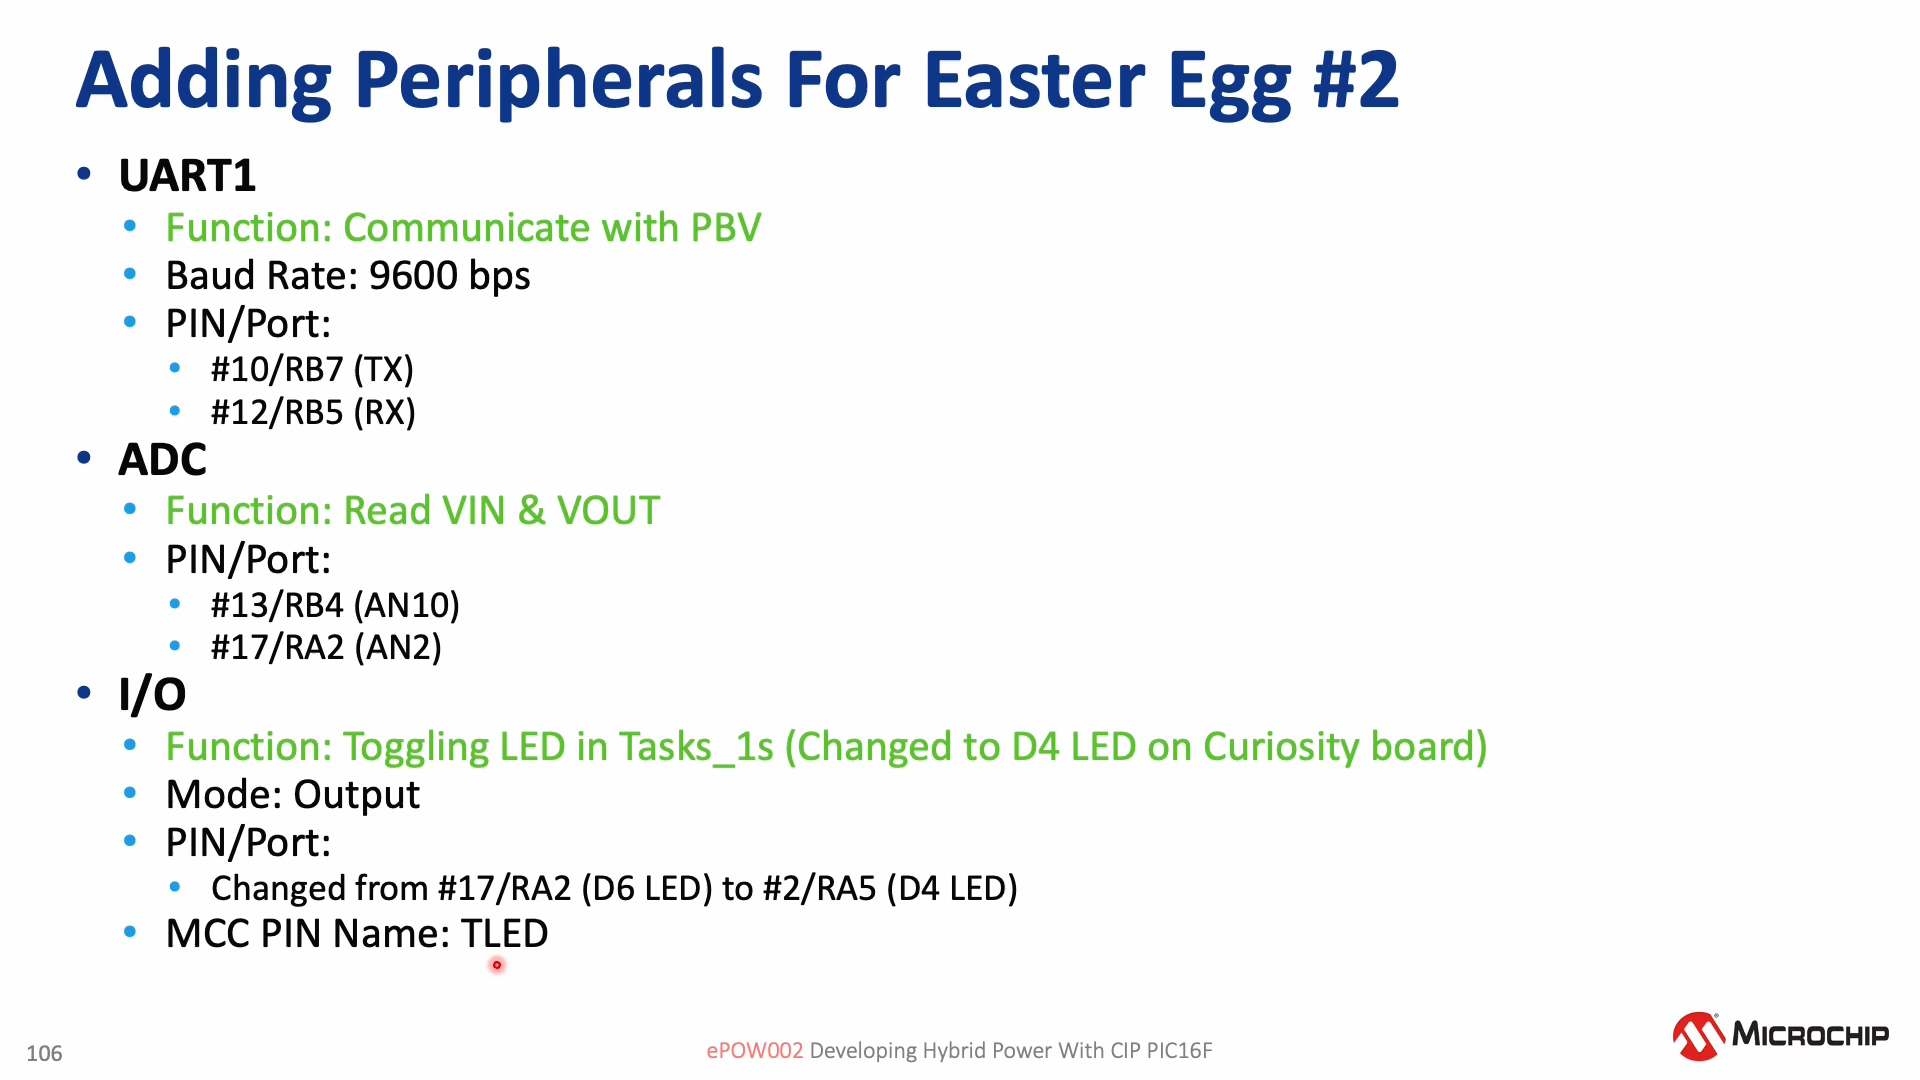 Adding Peripherals For Easter Egg #2
• UART1
• Function: Communicate with PBV
• Baud Rate: 9600 bps
• PIN/Port:
• #10/RB7 (TX)
• #12/RB5 (RX)
• ADC
• Function: Read VIN & VOUT
• PIN/Port:
• #13/RB4 (AN10)
• #17/RA2 (AN2)
• I/O
• Function: Toggling LED in Tasks_1s (Changed to D4 LED on Curiosity board)
• Mode: Output
• PIN/Port:
• Changed from #17/RA2 (D6 LED) to #2/RA5 (D4 LED)
• MCC PIN Name: TLED
106
ePOW002 Developing Hybrid Power With CIP PIC16F
MICROCHIP